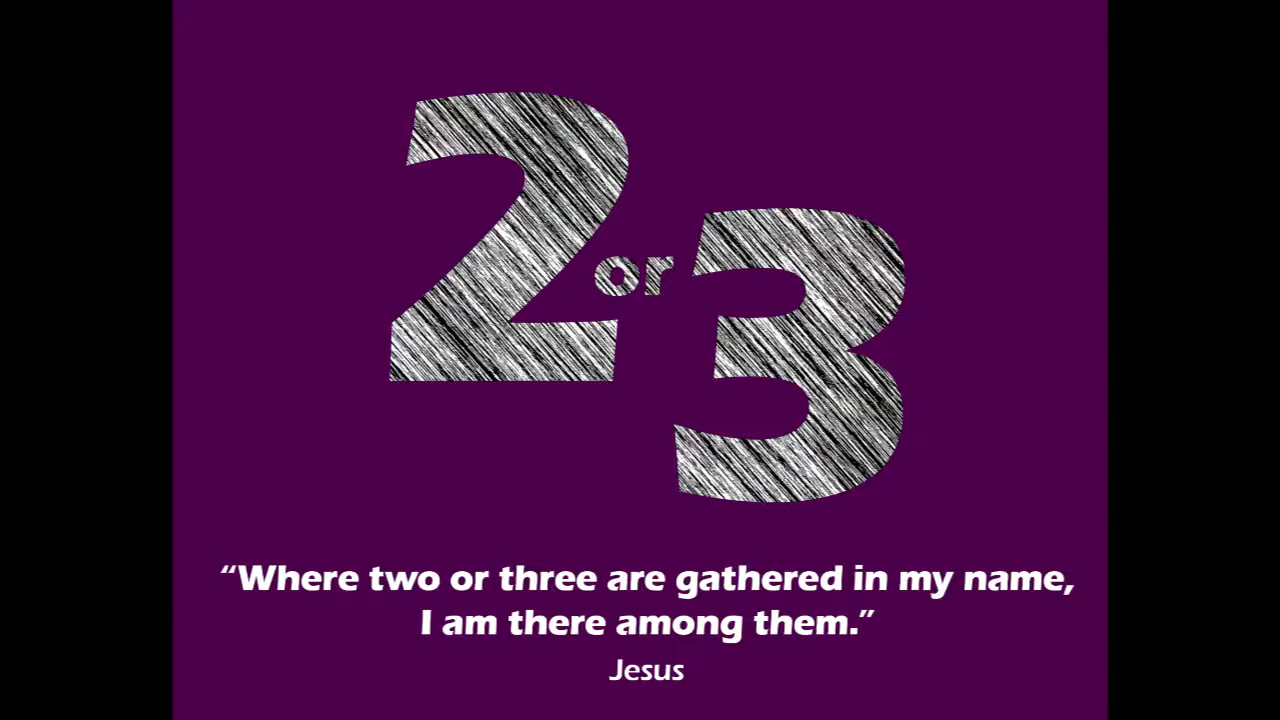 2 or 3
“Where two or three are gathered in my name,
I am there among them.”
Jesus